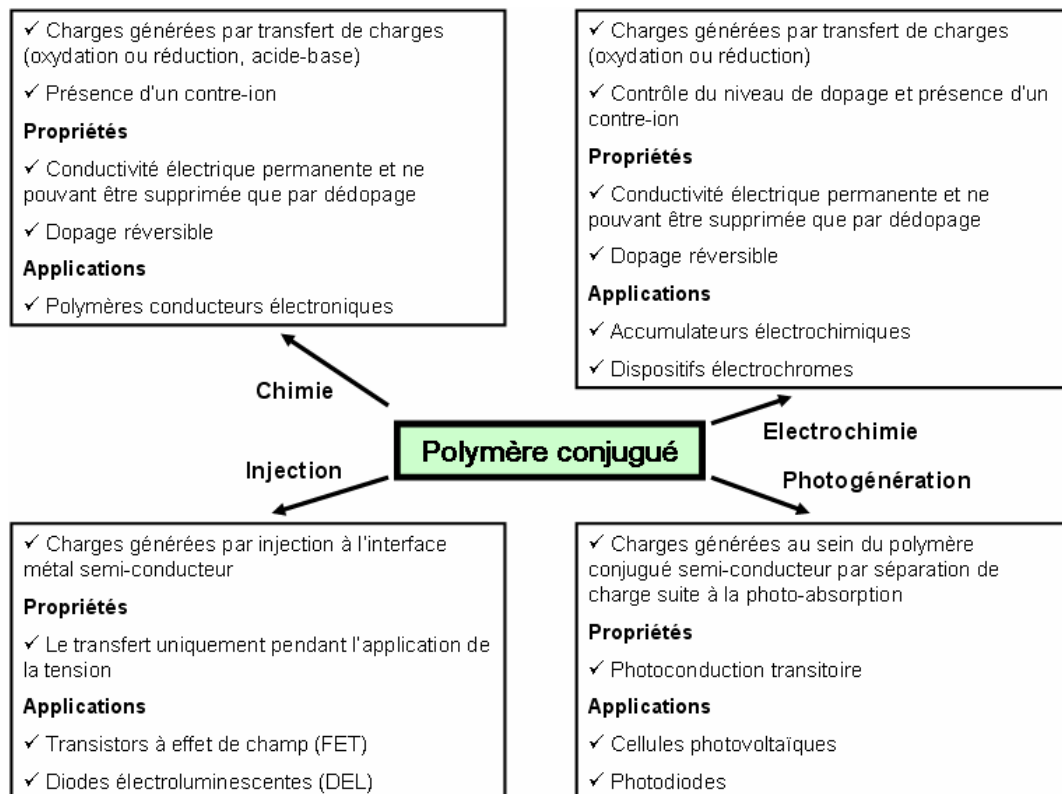 ✓ Charges générées par transfert de charges
(oxydation ou réduction, acide-base)
✓ Présence d'un contre-ion
Propriétés
✓ Conductivité électrique permanente et ne
pouvant être supprimée que par dédopage
✓ Dopage réversible
Applications
✓ Polymères conducteurs électroniques
✓ Charges générées par transfert de charges
(oxydation ou réduction)
✓ Contrôle du niveau de dopage et présence d'un
contre-ion
Propriétés
✓ Conductivité électrique permanente et ne
pouvant être supprimée que par dédopage
✓ Dopage réversible
Applications
✓ Accumulateurs électrochimiques
✓ Dispositifs électrochromes
Chimie
Electrochimie
Polymère conjugué
Injection
Photogénération
✓ Charges générées par injection à l'interface
métal semi-conducteur
Propriétés
✓ Le transfert uniquement pendant l'application de
la tension
Applications
✓ Transistors à effet de champ (FET)
✓ Diodes électroluminescentes (DEL)
✓ Charges générées au sein du polymère
conjugué semi-conducteur par séparation de
charge suite à la photo-absorption
Propriétés
✓ Photoconduction transitoire
Applications
✓ Cellules photovoltaïques
✓ Photodiodes